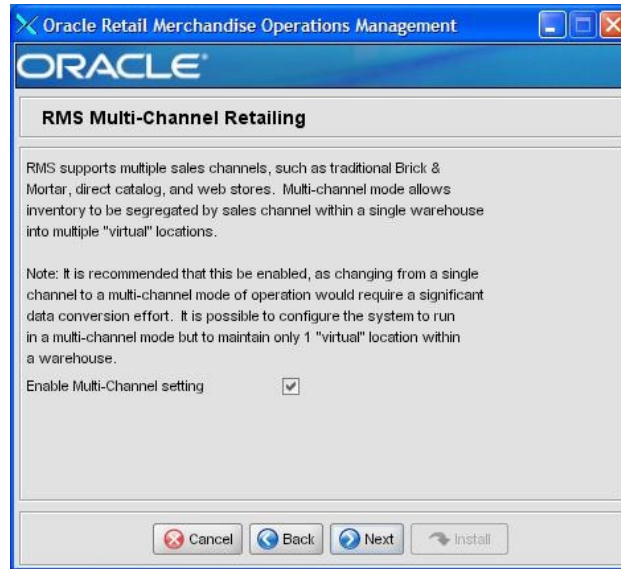 Oracle Retail Merchandise Operations Management
ORACLE®
RMS Multi-Channel Retailing
RMS supports multiple sales channels, such as traditional Brick &
Mortar, direct catalog, and web stores. Multi-channel mode allows
inventory to be segregated by sales channel within a single warehouse
into multiple "virtual" locations.
Note: It is recommended that this be enabled, as changing from a single
channel to a multi-channel mode of operation would require a significant
data conversion effort. It is possible to configure the system to run
in a multi-channel mode but to maintain only 1 "virtual" location within
a warehouse.
Enable Multi-Channel setting
Cancel Back Next Install